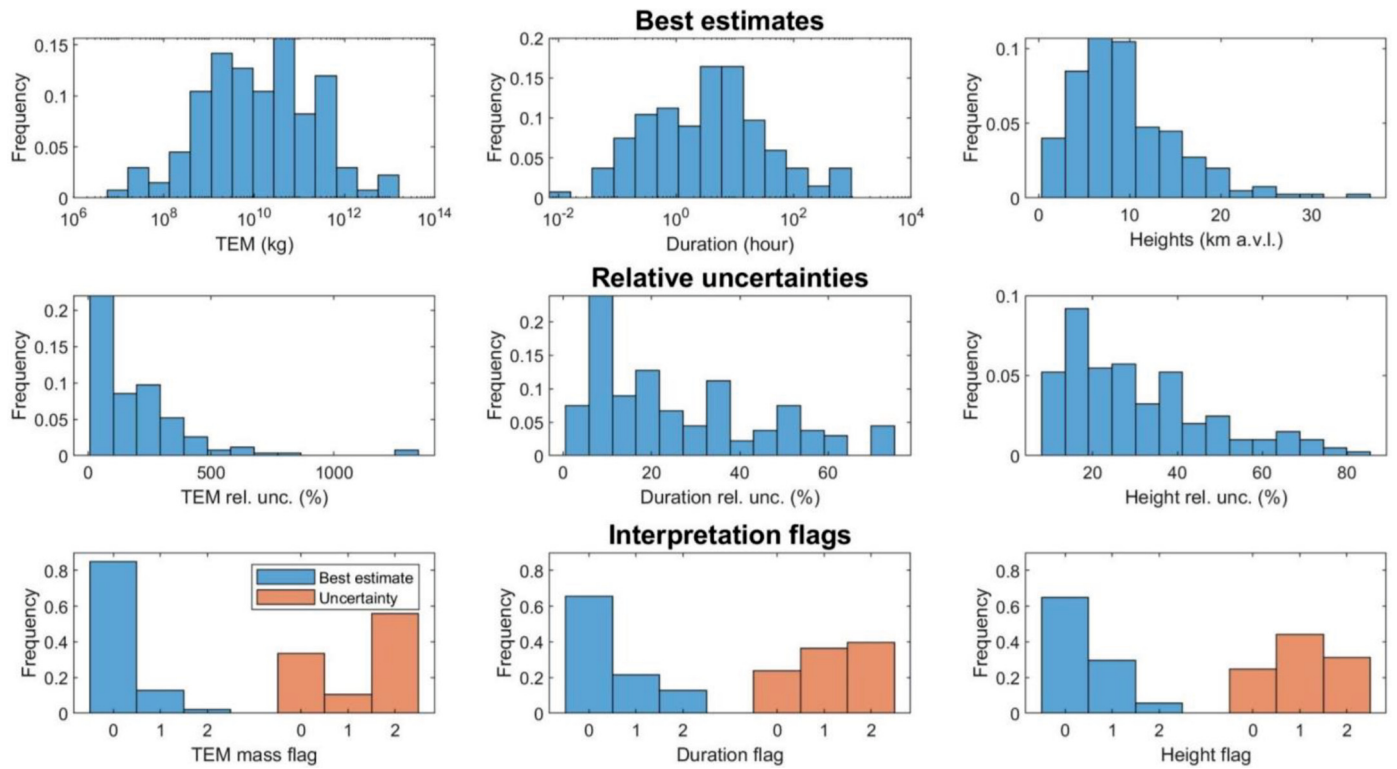 Best estimates
Frequency
0.15
0.1
0.05
0
10^6 10^8 10^10 10^12 10^14
TEM (kg)
Frequency
0.2
0.15
0.1
0.05
0
10^-2 10^0 10^2 10^4
Duration (hour)
Frequency
0.1
0.05
0
0 10 20 30
Heights (km a.v.l.)
Relative uncertainties
Frequency
0.2
0.15
0.1
0.05
0
0 500 1000
TEM rel. unc. (%)
Frequency
0.2
0.15
0.1
0.05
0
0 20 40 60
Duration rel. unc. (%)
Frequency
0.1
0.05
0
20 40 60 80
Height rel. unc. (%)
Interpretation flags
Frequency
0.8
0.6
0.4
0.2
0
Best estimate
Uncertainty
0 1 2 0 1 2
TEM mass flag
Frequency
0.8
0.6
0.4
0.2
0
0 1 2 0 1 2
Duration flag
Frequency
0.8
0.6
0.4
0.2
0
0 1 2 0 1 2
Height flag